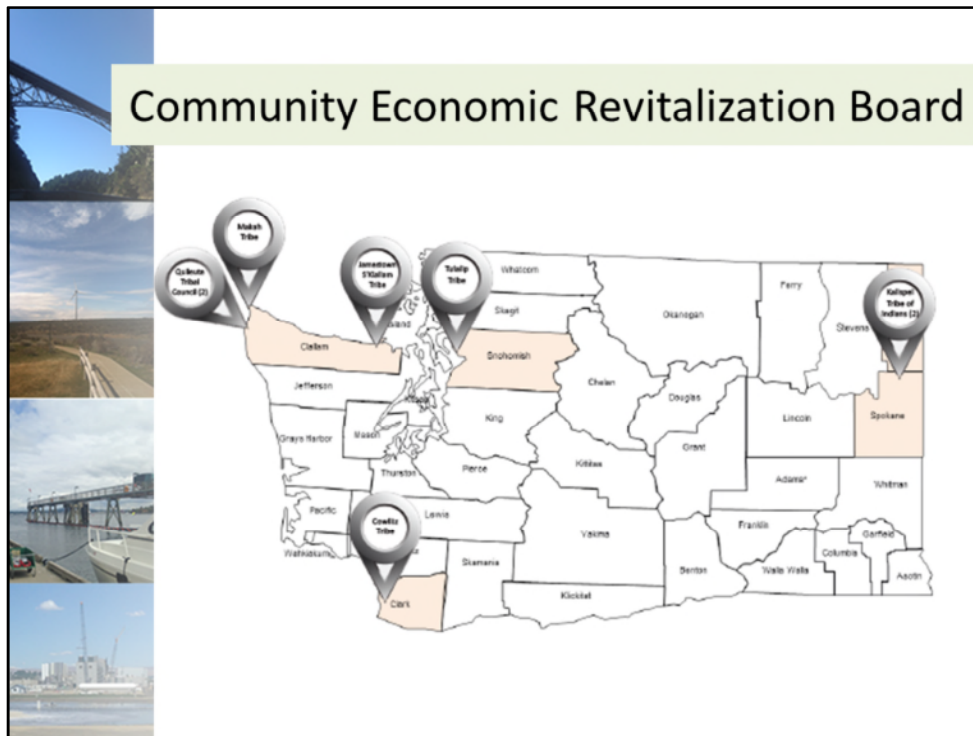 Community Economic Revitalization Board
Makah
Tribe
Quileute
Tribal
Council (2)
Jamestown
S'Klallam
Tribe
Tulalip
Tribe
Kalispel
Tribe of
Indians (2)
Cowlitz
Tribe
Whatcom
Skagit
Clallam
Snohomish
Jefferson
Okanogan
Ferry
Stevens
Chelan
Douglas
Lincoln
Spokane
King
Grays Harbor
Mason
Kittitas
Grant
Thurston
Pierce
Adams*
Whitman
Pacific
Lewis
Yakima
Franklin
Garfield
Wahkiakum
Skamania
Benton
Walla Walla
Columbia
Asotin
Clark
Klickitat